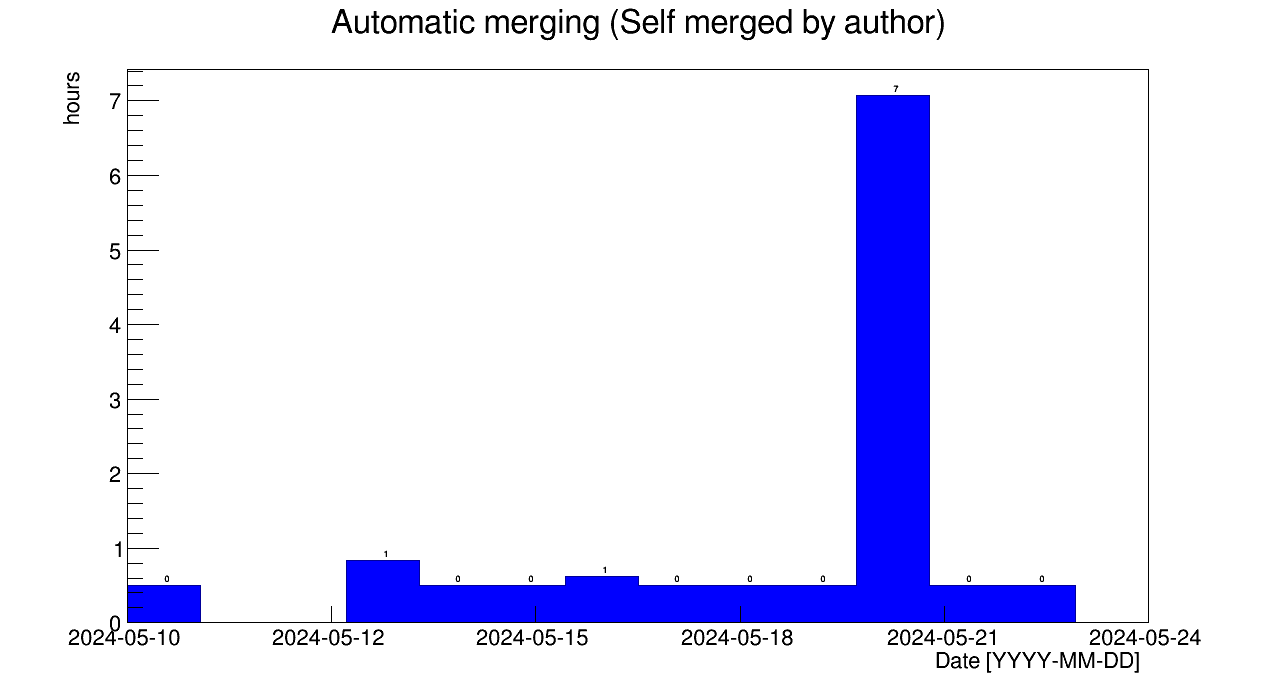 Automatic merging (Self merged by author)
hours
7
6
5
4
3
2
1
0
0 1 0 0 1 0 0 0 7 0 0
2024-05-10 2024-05-12 2024-05-15 2024-05-18 2024-05-21 2024-05-24
Date [YYYY-MM-DD]